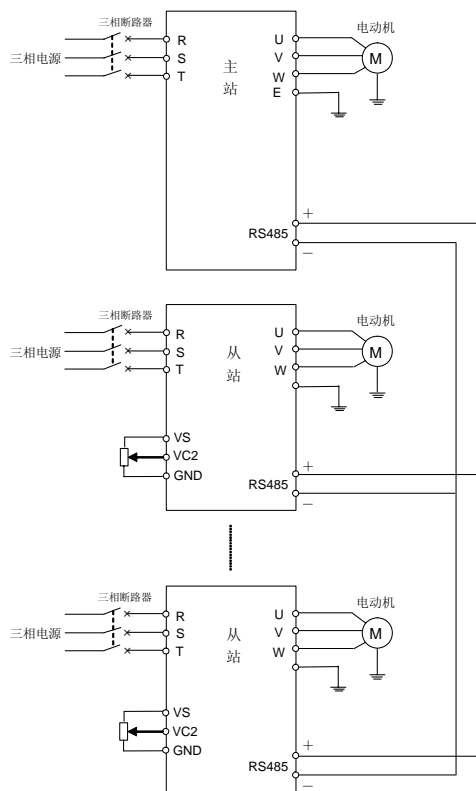 三相断路器
电动机
三相电源
R
S
T
主
站
U
V
W
E
M
RS485
+
—
三相断路器
电动机
三相电源
R
S
T
从
站
U
V
W
M
VS
VC2
GND
RS485
+
—
三相断路器
电动机
三相电源
R
S
T
从
站
U
V
W
M
VS
VC2
GND
RS485
+
—